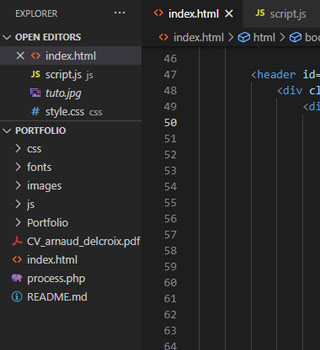 EXPLORER
OPEN EDITORS
index.html
script.js js
tuto.jpg
style.css css
PORTFOLIO
css
fonts
images
js
Portfolio
CV_arnaud_delcroix.pdf
index.html
process.php
README.md
index.html
script.js
index.html > html > boo
46
47 <header id=
48 <div cl
49 <di
50
51
52
53
54
55
56
57
58
59
60
61
62
63
64